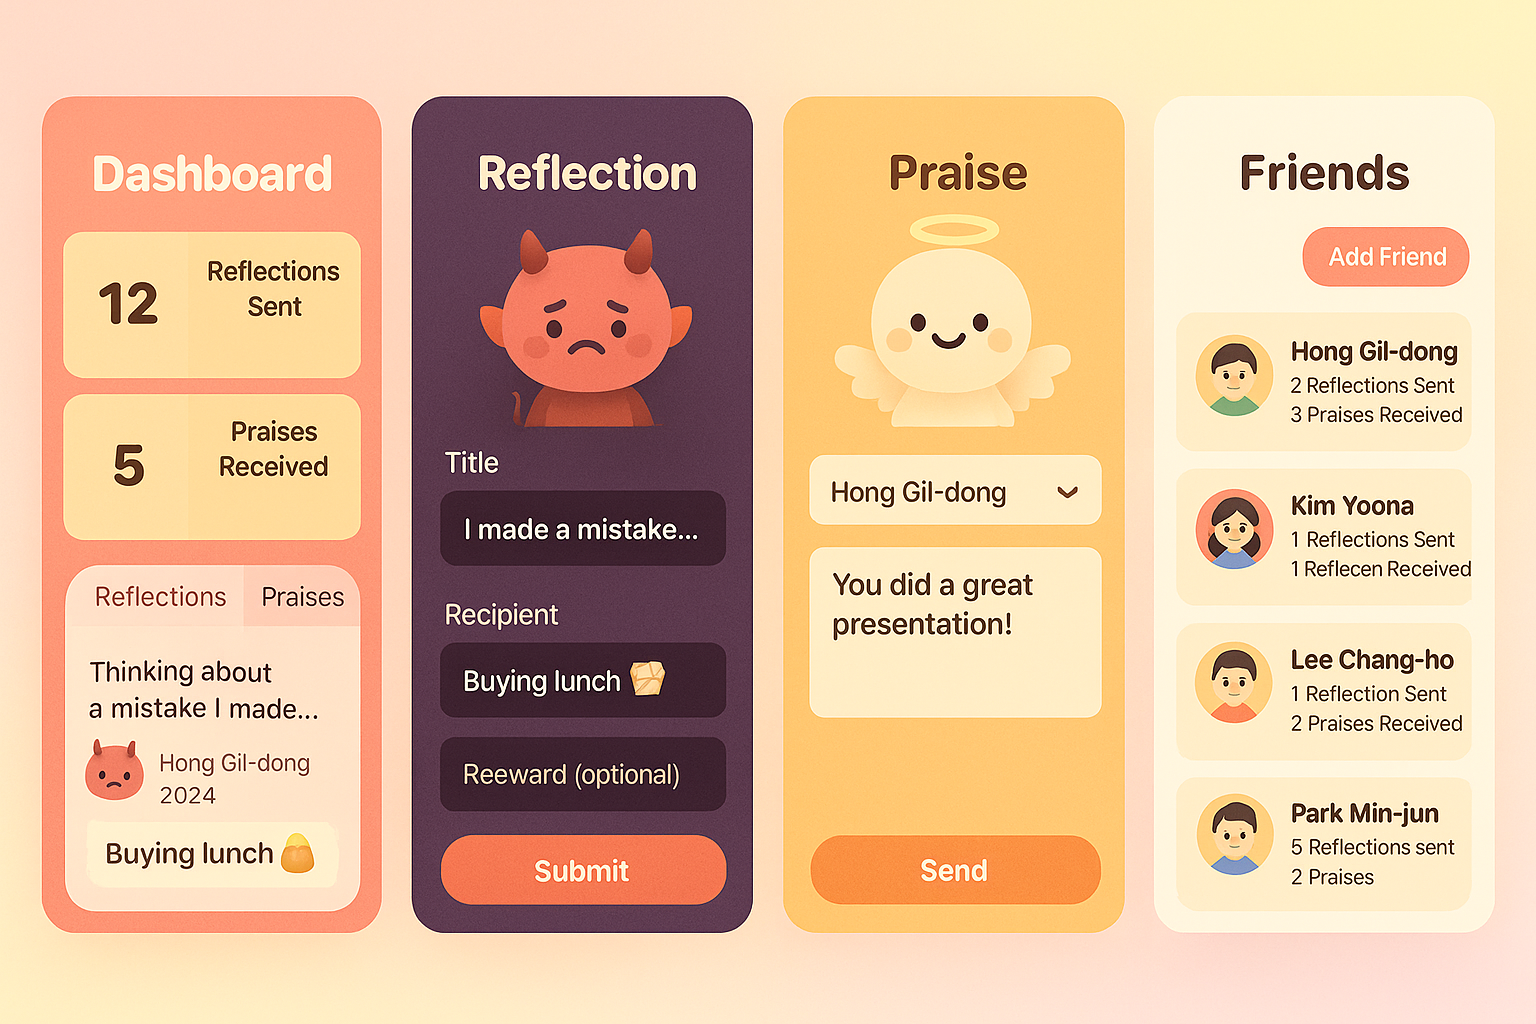 Dashboard
12
Reflections
Sent
5
Praises
Received
Reflections
Praises
Thinking about
a mistake I made...
Hong Gil-dong
2024
Buying lunch
Reflection
Title
I made a mistake...
Recipient
Buying lunch
Reeward (optional)
Submit
Praise
Hong Gil-dong
You did a great
presentation!
Send
Friends
Add Friend
Hong Gil-dong
2 Reflections Sent
3 Praises Received
Kim Yoona
1 Reflections Sent
1 Reflecen Received
Lee Chang-ho
1 Reflection Sent
2 Praises Received
Park Min-jun
5 Reflections sent
2 Praises